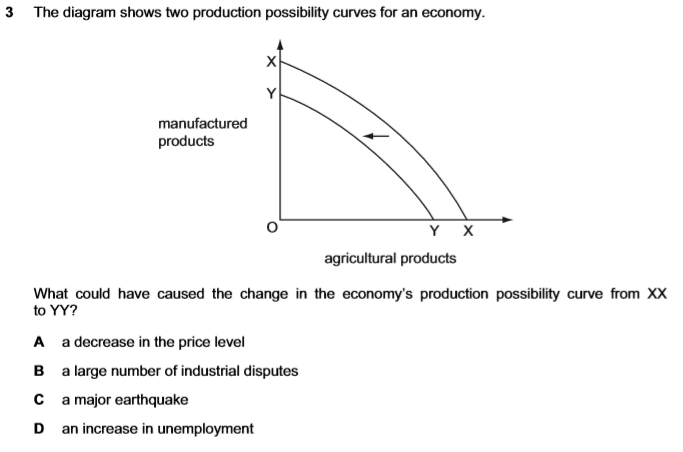 3 The diagram shows two production possibility curves for an economy.
X
Y
manufactured
products
O
Y X
agricultural products
What could have caused the change in the economy's production possibility curve from XX
to YY?
A a decrease in the price level
B a large number of industrial disputes
C a major earthquake
D an increase in unemployment